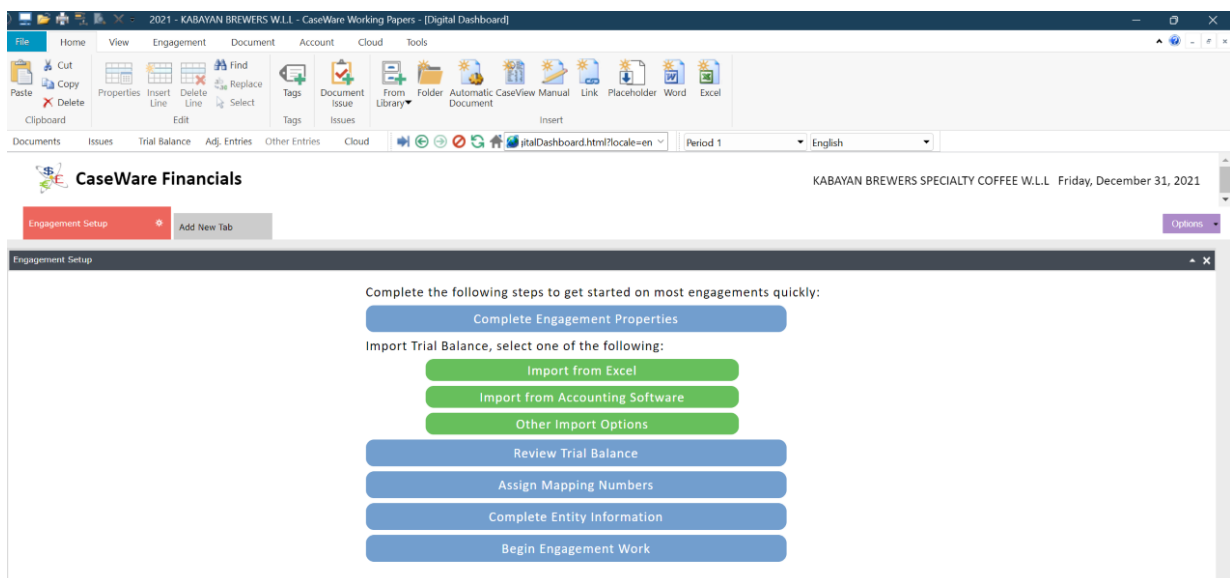 2021 - KABAYAN BREWERS W.L.L - CaseWare Working Papers - [Digital Dashboard]
File Home View Engagement Document Account Cloud Tools
Paste Cut Copy Delete Properties Insert Line Delete Line Find Replace Select Tags Document Issue From Library Folder Automatic Document CaseView Manual Link Placeholder Word Excel
Clipboard Edit Tags Issues Insert
Documents Issues Trial Balance Adj. Entries Other Entries Cloud jitalDashboard.html?locale=en Period 1 English
CaseWare Financials KABAYAN BREWERS SPECIALTY COFFEE W.L.L Friday, December 31, 2021
Engagement Setup Add New Tab Options
Engagement Setup
Complete the following steps to get started on most engagements quickly:
Complete Engagement Properties
Import Trial Balance, select one of the following:
Import from Excel
Import from Accounting Software
Other Import Options
Review Trial Balance
Assign Mapping Numbers
Complete Entity Information
Begin Engagement Work